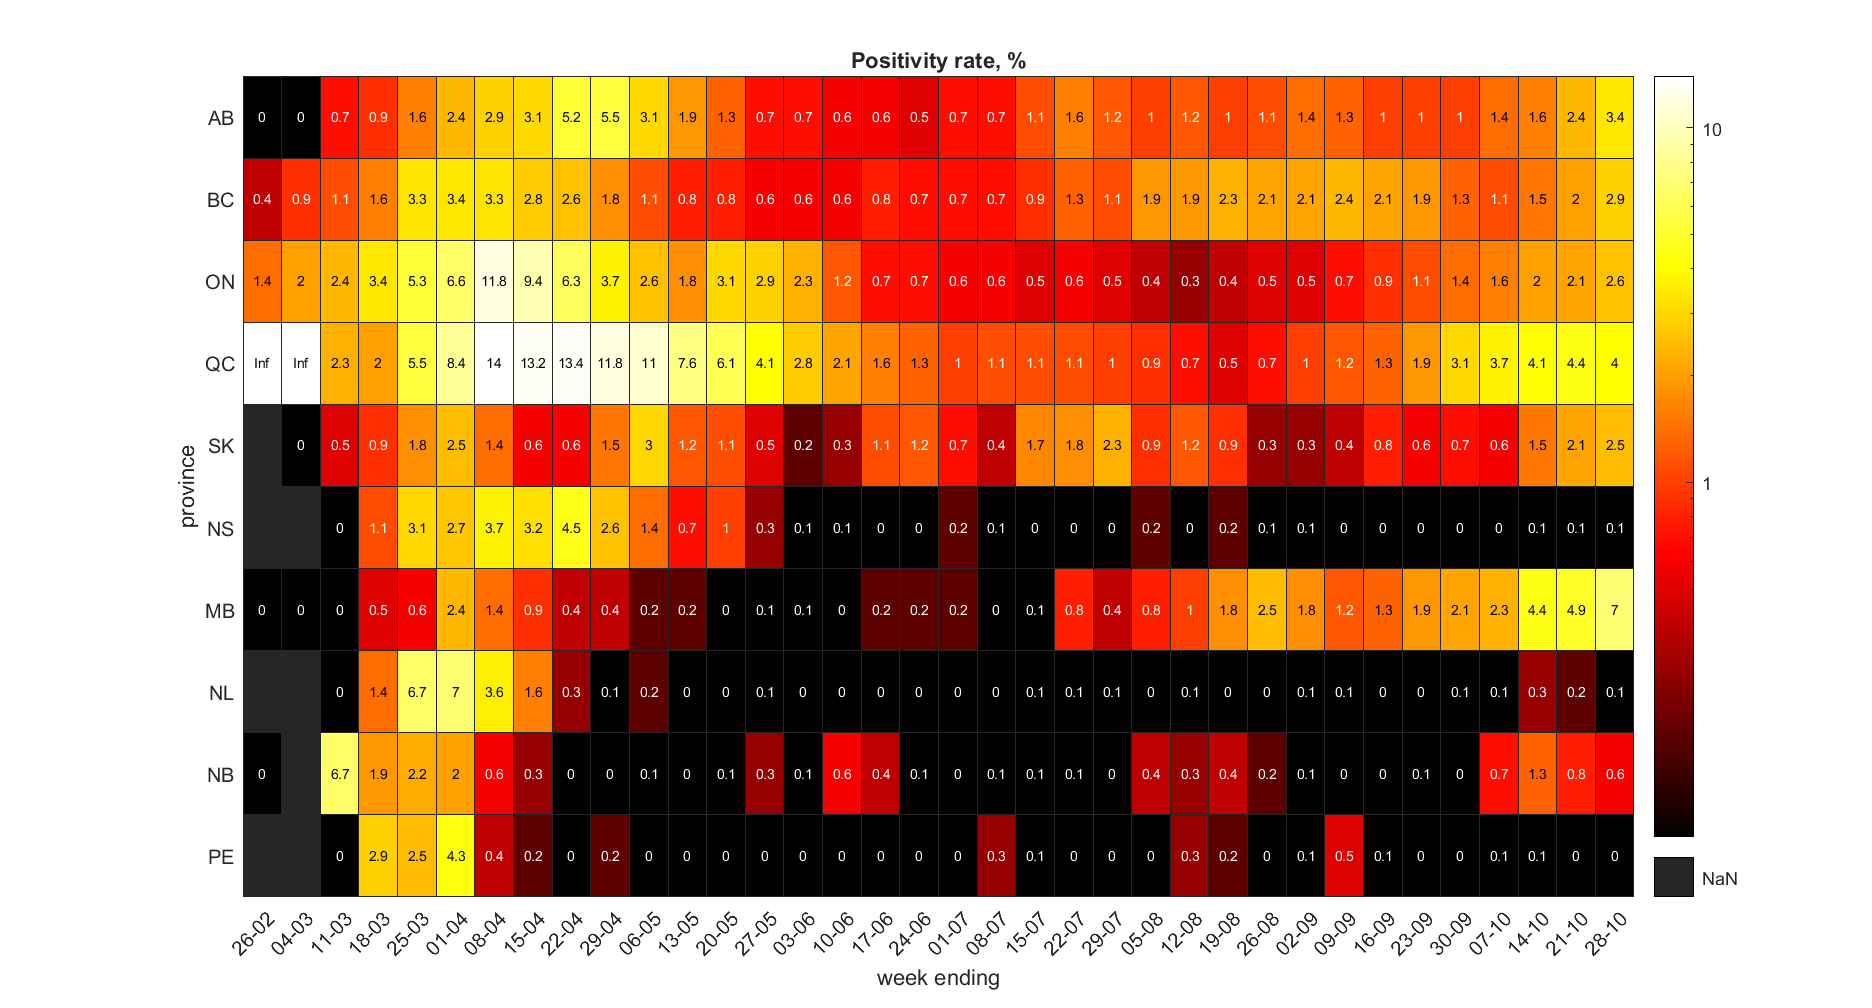 Positivity rate, %
AB 0 0 0.7 0.9 1.6 2.4 2.9 3.1 5.2 5.5 3.1 1.9 1.3 0.7 0.7 0.6 0.6 0.5 0.7 0.7 1.1 1.6 1.2 1 1.2 1 1.1 1.4 1.3 1 1 1 1.4 1.6 2.4 3.4
10
BC 0.4 0.9 1.1 1.6 3.3 3.4 3.3 2.8 2.6 1.8 1.1 0.8 0.8 0.6 0.6 0.6 0.8 0.7 0.7 0.7 0.9 1.3 1.1 1.9 1.9 2.3 2.1 2.1 2.4 2.1 1.9 1.3 1.1 1.5 2 2.9
ON 1.4 2 2.4 3.4 5.3 6.6 11.8 9.4 6.3 3.7 2.6 1.8 3.1 2.9 2.3 1.2 0.7 0.7 0.6 0.6 0.5 0.6 0.5 0.4 0.3 0.4 0.5 0.5 0.7 0.9 1.1 1.4 1.6 2 2.1 2.6
QC Inf Inf 2.3 2 5.5 8.4 14 13.2 13.4 11.8 11 7.6 6.1 4.1 2.8 2.1 1.6 1.3 1 1.1 1.1 1.1 1 0.9 0.7 0.5 0.7 1 1.2 1.3 1.9 3.1 3.7 4.1 4.4 4
SK 0 0.5 0.9 1.8 2.5 1.4 0.6 0.6 1.5 3 1.2 1.1 0.5 0.2 0.3 1.1 1.2 0.7 0.4 1.7 1.8 2.3 0.9 1.2 0.9 0.3 0.3 0.4 0.8 0.6 0.7 0.6 1.5 2.1 2.5
1
province
NS 0 1.1 3.1 2.7 3.7 3.2 4.5 2.6 1.4 0.7 1 0.3 0.1 0.1 0 0 0.2 0.1 0 0 0 0.2 0 0.2 0.1 0.1 0 0 0 0 0 0.1 0.1 0.1
MB 0 0 0 0.5 0.6 2.4 1.4 0.9 0.4 0.4 0.2 0.2 0 0.1 0.1 0 0.2 0.2 0.2 0 0.1 0.8 0.4 0.8 1 1.8 2.5 1.8 1.2 1.3 1.9 2.1 2.3 4.4 4.9 7
NL 0 1.4 6.7 7 3.6 1.6 0.3 0.1 0.2 0 0 0.1 0 0 0 0 0 0 0.1 0.1 0.1 0 0.1 0 0 0.1 0.1 0 0 0.1 0.1 0.3 0.2 0.1
NB 0 6.7 1.9 2.2 2 0.6 0.3 0 0 0.1 0 0.1 0.3 0.1 0.6 0.4 0.1 0 0.1 0.1 0.1 0 0.4 0.3 0.4 0.2 0.1 0 0 0.1 0 0.7 1.3 0.8 0.6
PE 0 2.9 2.5 4.3 0.4 0.2 0 0.2 0 0 0 0 0 0 0 0 0 0.3 0.1 0 0 0 0.3 0.2 0 0.1 0.5 0.1 0 0 0.1 0.1 0 0
NaN
26-02 04-03 11-03 18-03 25-03 01-04 08-04 15-04 22-04 29-04 06-05 13-05 20-05 27-05 03-06 10-06 17-06 24-06 01-07 08-07 15-07 22-07 29-07 05-08 12-08 19-08 26-08 02-09 09-09 16-09 23-09 30-09 07-10 14-10 21-10 28-10
week ending